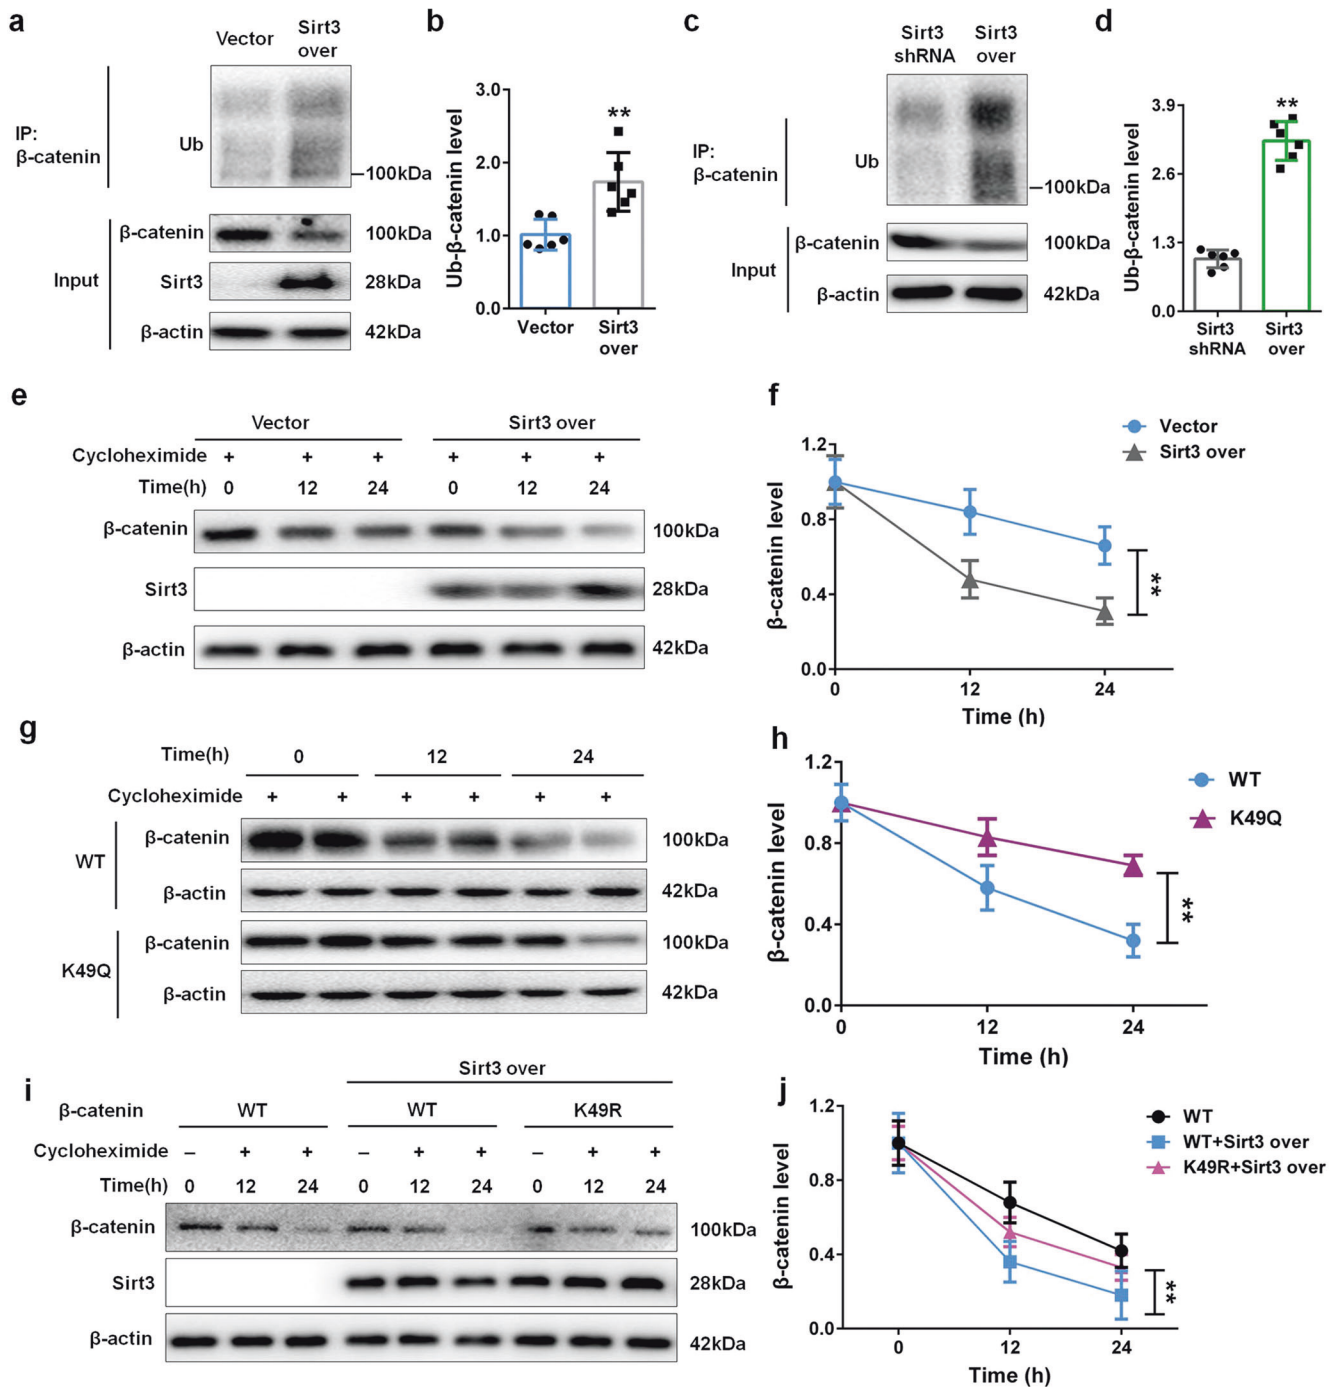 a
Vector
Sirt3
over
IP:
β-catenin
Ub
100kDa
Input
β-catenin
100kDa
Sirt3
28kDa
β-actin
42kDa
b
Ub-β-catenin level
3.0
2.0
1.0
0.0
**
Vector
Sirt3
over
c
Sirt3
shRNA
Sirt3
over
IP:
β-catenin
Ub
100kDa
Input
β-catenin
100kDa
β-actin
42kDa
d
Ub-β-catenin level
3.9
2.6
1.3
0.0
**
Sirt3
shRNA
Sirt3
over
e
Vector
Sirt3 over
Cycloheximide + + + + + +
Time(h) 0 12 24 0 12 24
β-catenin
100kDa
Sirt3
28kDa
β-actin
42kDa
f
Vector
Sirt3 over
β-catenin level
1.2
0.8
0.4
0.0
**
0 12 24
Time (h)
g
Time(h) 0 12 24
Cycloheximide + + + + + +
WT
β-catenin
100kDa
β-actin
42kDa
K49Q
β-catenin
100kDa
β-actin
42kDa
h
WT
K49Q
β-catenin level
1.2
0.8
0.4
0.0
**
0 12 24
Time (h)
i
Sirt3 over
β-catenin WT WT K49R
Cycloheximide – + + – + + – + +
Time(h) 0 12 24 0 12 24 0 12 24
β-catenin
100kDa
Sirt3
28kDa
β-actin
42kDa
j
WT
WT+Sirt3 over
K49R+Sirt3 over
β-catenin level
1.2
0.8
0.4
0.0
**
0 12 24
Time (h)